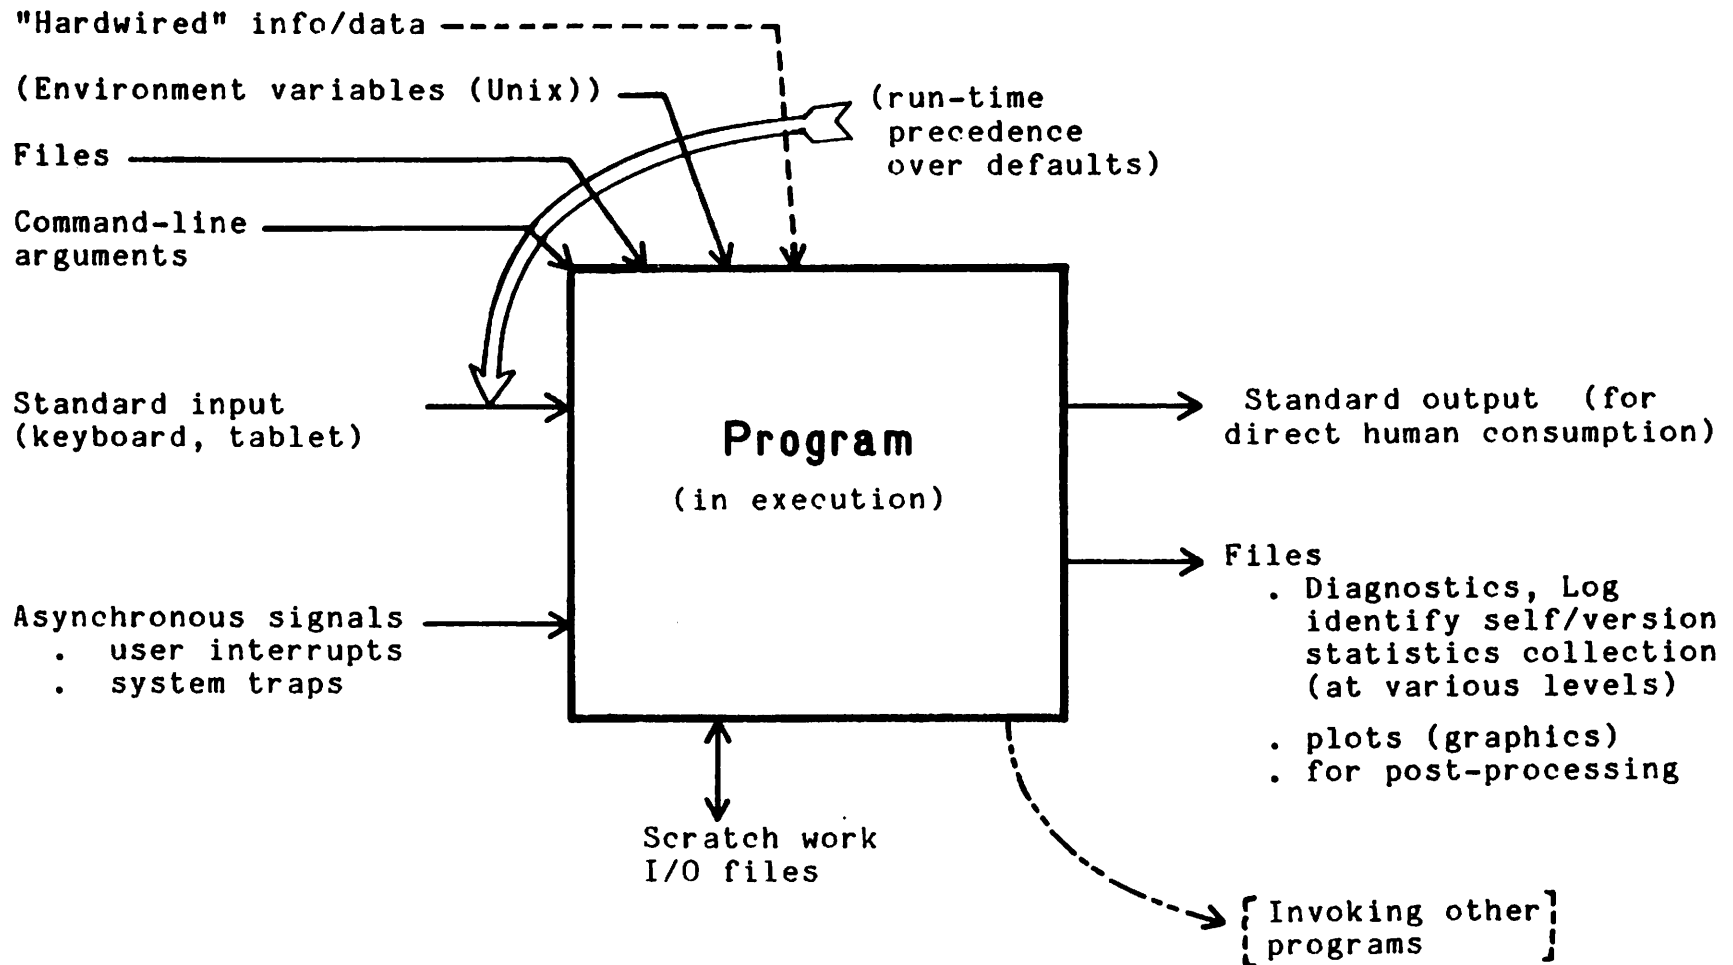 "Hardwired" info/data
(Environment variables (Unix))
(run-time
precedence
over defaults)
Files
Command-line
arguments
Standard input
(keyboard, tablet)
Program
(in execution)
Standard output (for
direct human consumption)
Files
. Diagnostics, Log
identify self/version
statistics collection
(at various levels)
. plots (graphics)
. for post-processing
Asynchronous signals
. user interrupts
. system traps
Scratch work
I/O files
[Invoking other]
[programs]